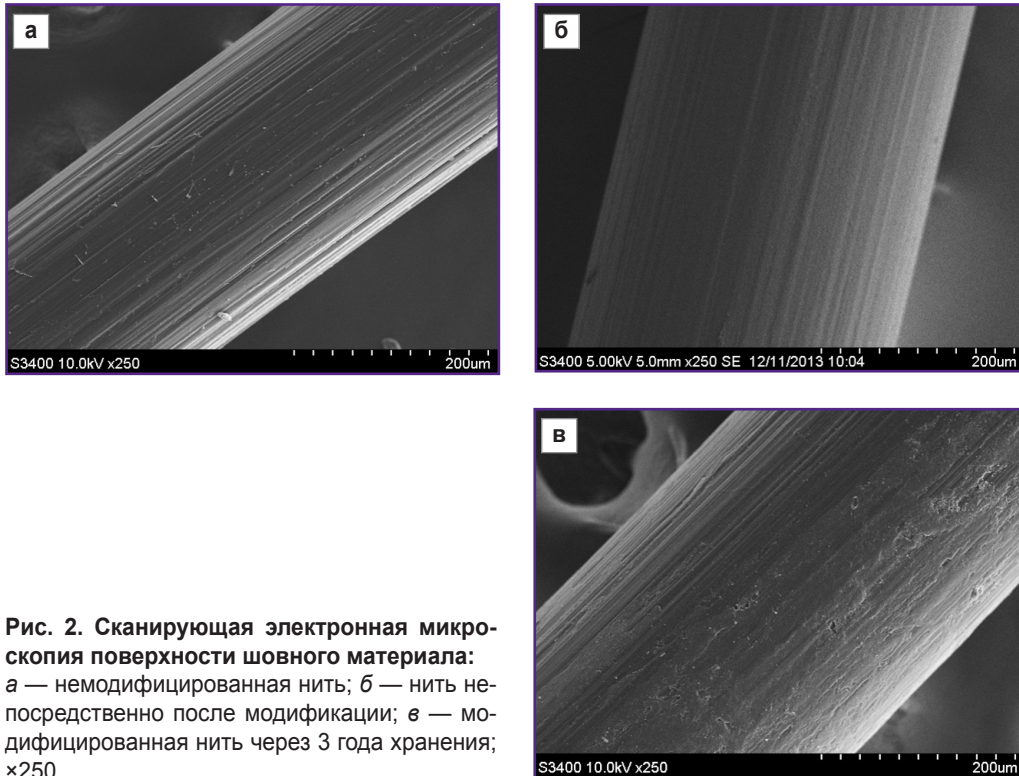 а
S3400 10.0kV x250 200um
б
S3400 5.00kV 5.0mm x250 SE 12/11/2013 10:04 200um
в
S3400 10.0kV x250 200um
Рис. 2. Сканирующая электронная микро-
скопия поверхности шовного материала:
а — немодифицированная нить; б — нить не-
посредственно после модификации; в — мо-
дифицированная нить через 3 года хранения;
×250